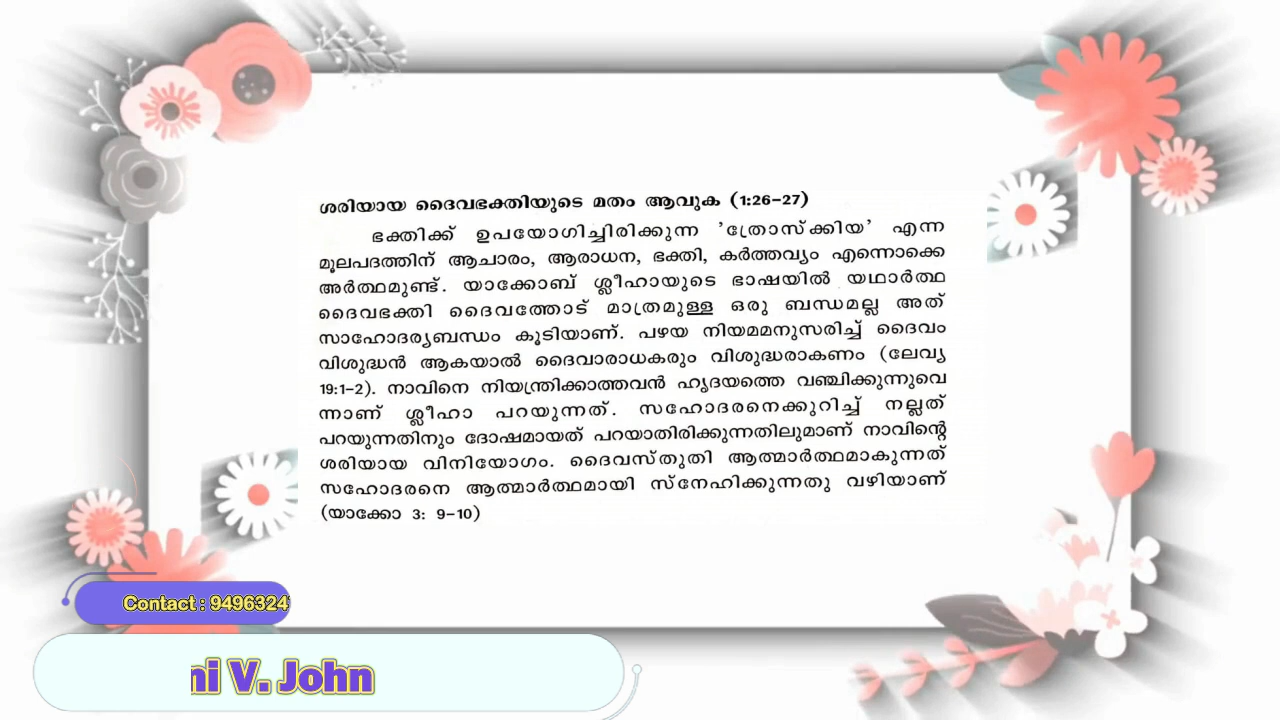 ശരിയായ ദൈവഭക്തിയുടെ മതം ആവുക (1:26-27)
ഭക്തിക്ക് ഉപയോഗിച്ചിരിക്കുന്ന 'ത്രോസ്ക്കിയ' എന്ന
മൂലപദത്തിന് ആചാരം, ആരാധന, ഭക്തി, കർത്തവ്യം എന്നൊക്കെ
അർത്ഥമുണ്ട്. യാക്കോബ് ശ്ലീഹായുടെ ഭാഷയിൽ യഥാർത്ഥ
ദൈവഭക്തി ദൈവത്തോട് മാത്രമുള്ള ഒരു ബന്ധമല്ല അത്
സാഹോദര്യബന്ധം കൂടിയാണ്. പഴയ നിയമമനുസരിച്ച് ദൈവം
വിശുദ്ധൻ ആകയാൽ ദൈവാരാധകരും വിശുദ്ധരാകണം (ലേവ്യ
19:1-2). നാവിനെ നിയന്ത്രിക്കാത്തവൻ ഹൃദയത്തെ വഞ്ചിക്കുന്നുവെ
ന്നാണ് ശ്ലീഹാ പറയുന്നത്. സഹോദരനെക്കുറിച്ച് നല്ലത്
പറയുന്നതിനും ദോഷമായത് പറയാതിരിക്കുന്നതിലുമാണ് നാവിന്റെ
ശരിയായ വിനിയോഗം. ദൈവസ്തുതി ആത്മാർത്ഥമാകുന്നത്
സഹോദരനെ ആത്മാർത്ഥമായി സ്നേഹിക്കുന്നതു വഴിയാണ്
(യാക്കോ 3: 9-10)
Contact : 9496324
ni V. John